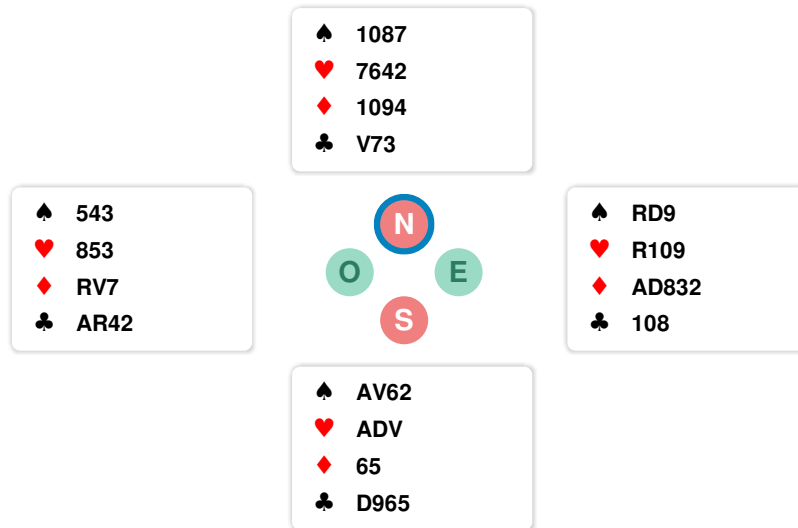 ♠ 1087
♥ 7642
♦ 1094
♣ V73
♠ 543
♥ 853
♦ RV7
♣ AR42
N
O E
S
♠ RD9
♥ R109
♦ AD832
♣ 108
♠ AV62
♥ ADV
♦ 65
♣ D965